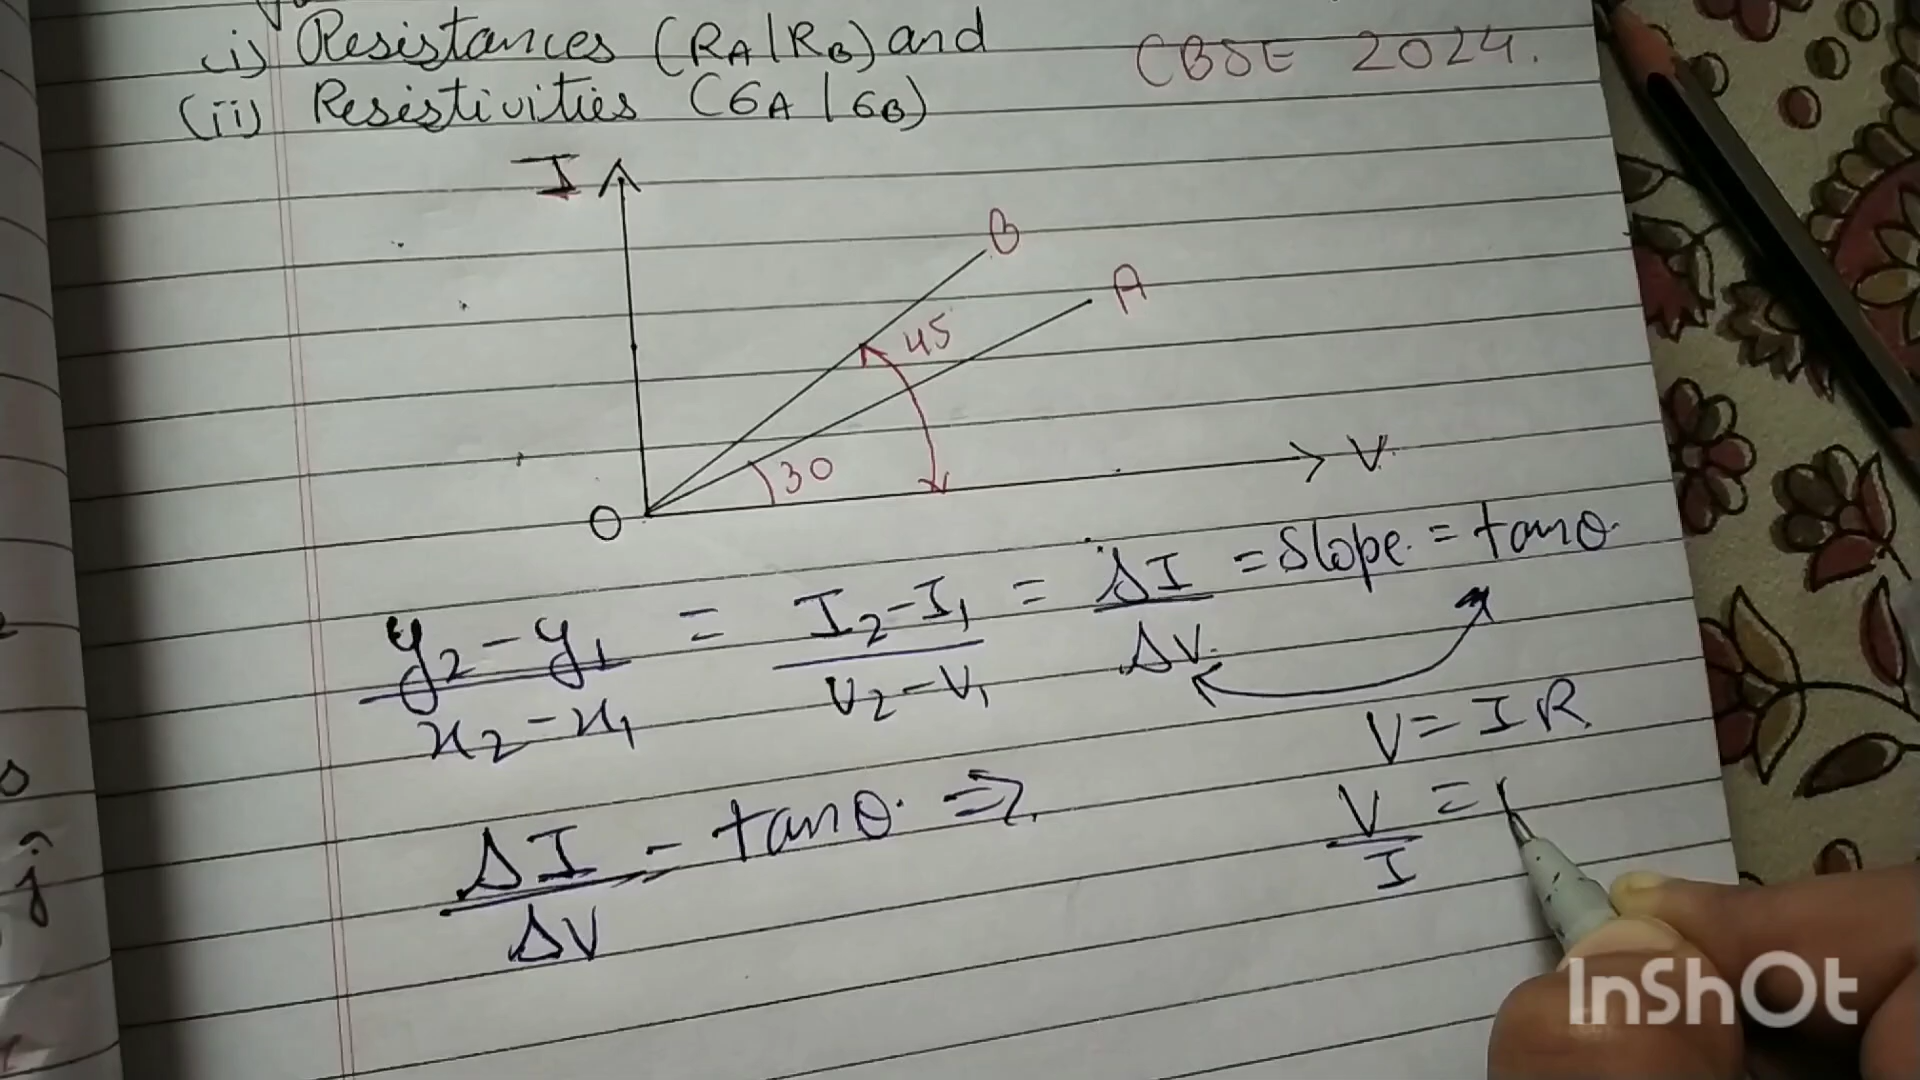 (i) Resistances (RA/RB) and
CBSE 2024.
(ii) Resistivities (σA/σB)
I
B
A
45
30
V
O
y2-y1 / x2-x1 = I2-I1 / V2-V1 = ΔI / ΔV = Slope = tanθ
V = IR
ΔI / ΔV = tanθ ⇒
V / I =
InShOt